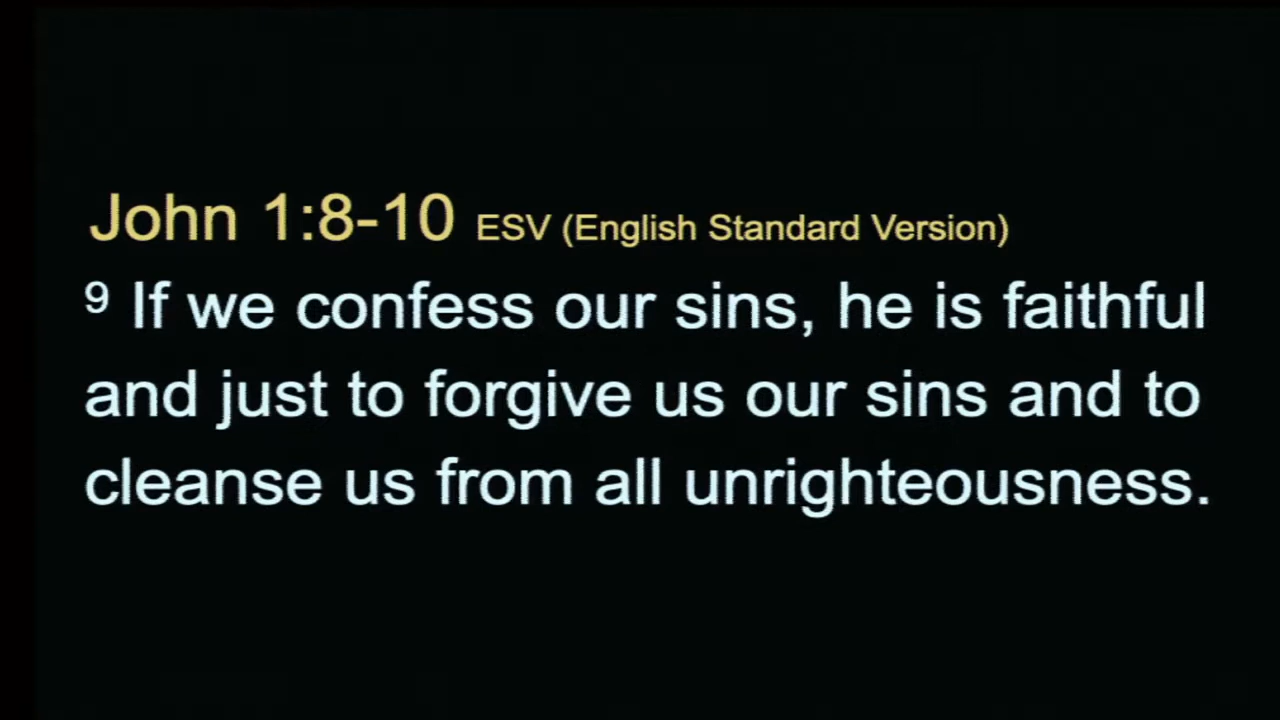 John 1:8-10 ESV (English Standard Version)
9 If we confess our sins, he is faithful
and just to forgive us our sins and to
cleanse us from all unrighteousness.